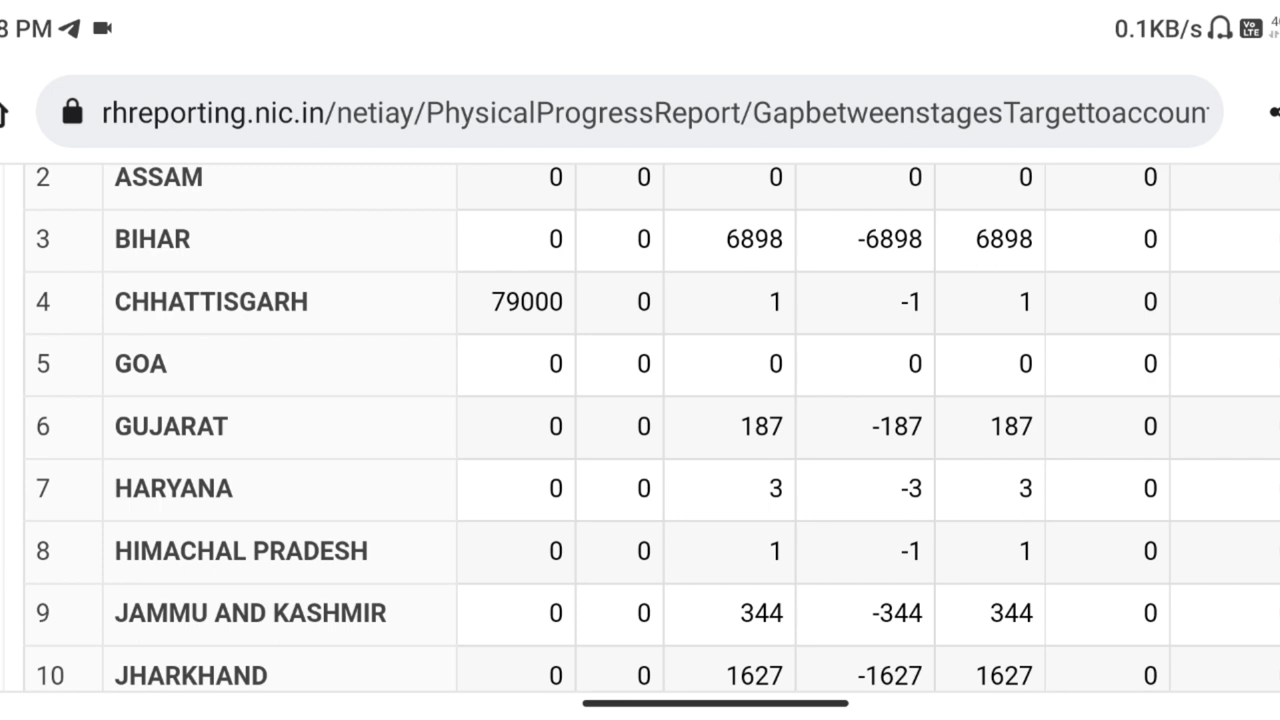 8 PM 0.1KB/s Vo LTE
rhreporting.nic.in/netiay/PhysicalProgressReport/GapbetweenstagesTargettoaccoun
2 ASSAM 0 0 0 0 0 0
3 BIHAR 0 0 6898 -6898 6898 0
4 CHHATTISGARH 79000 0 1 -1 1 0
5 GOA 0 0 0 0 0 0
6 GUJARAT 0 0 187 -187 187 0
7 HARYANA 0 0 3 -3 3 0
8 HIMACHAL PRADESH 0 0 1 -1 1 0
9 JAMMU AND KASHMIR 0 0 344 -344 344 0
10 JHARKHAND 0 0 1627 -1627 1627 0